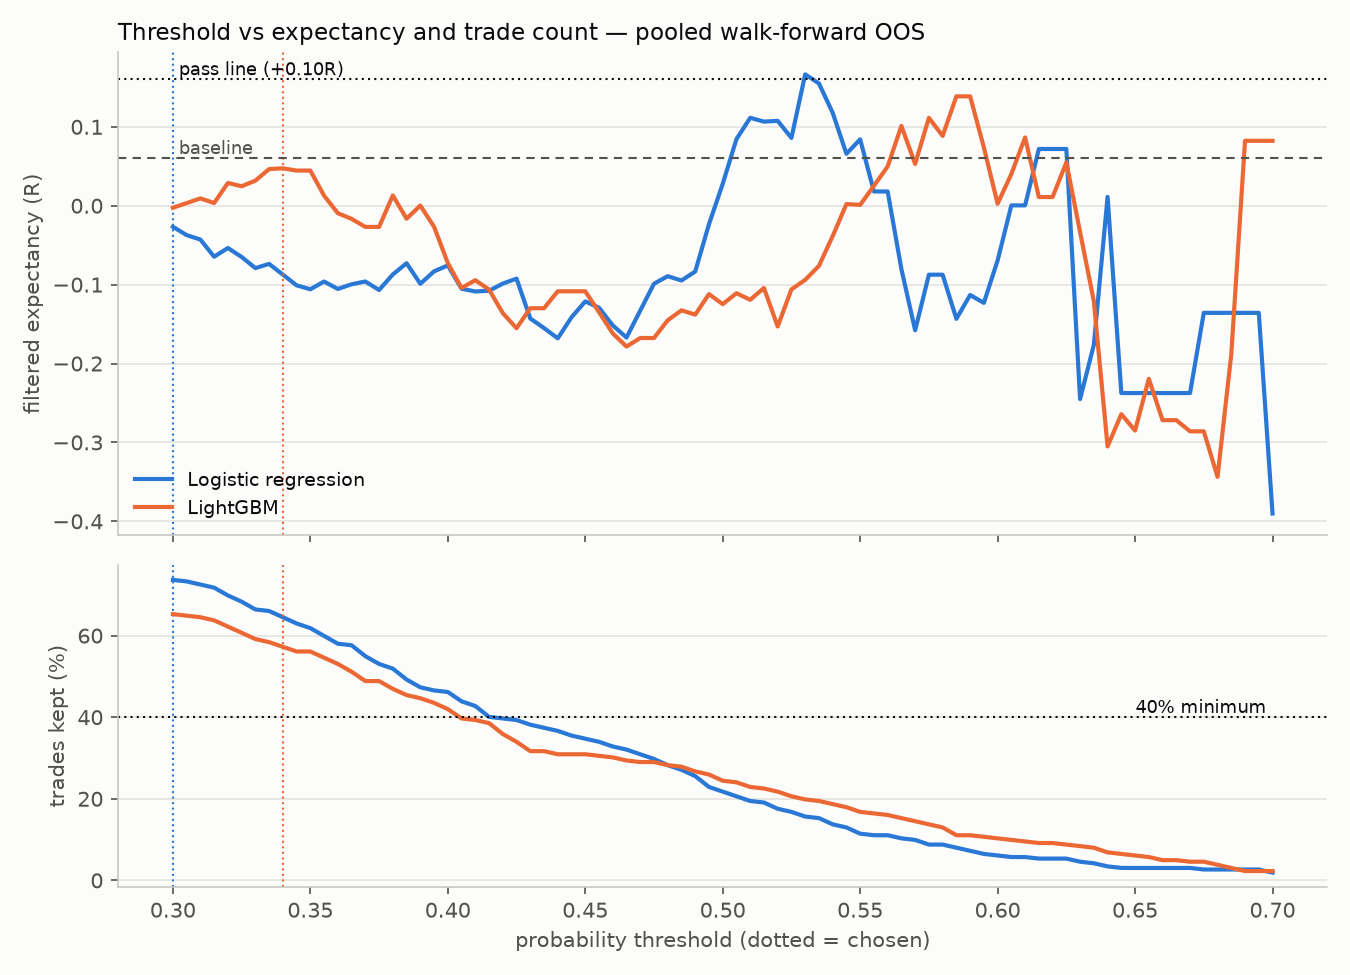 Threshold vs expectancy and trade count — pooled walk-forward OOS
pass line (+0.10R)
baseline
filtered expectancy (R)
0.1
0.0
−0.1
−0.2
−0.3
−0.4
Logistic regression
LightGBM
trades kept (%)
60
40
20
0
40% minimum
0.30 0.35 0.40 0.45 0.50 0.55 0.60 0.65 0.70
probability threshold (dotted = chosen)